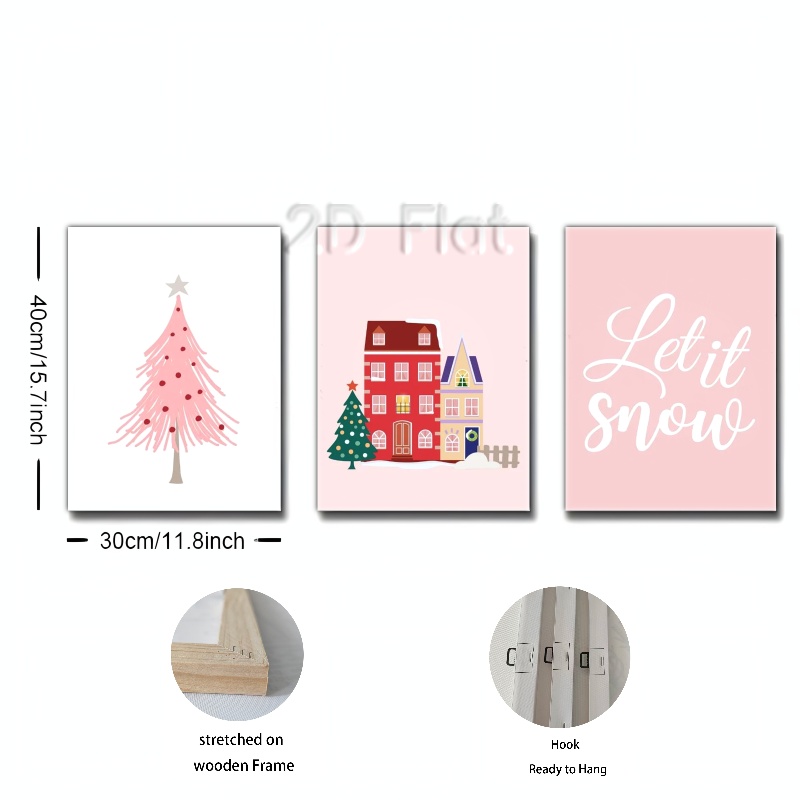 2D Flat
40cm/15.7inch
Let it
snow
30cm/11.8inch
stretched on
wooden Frame
Hook
Ready to Hang